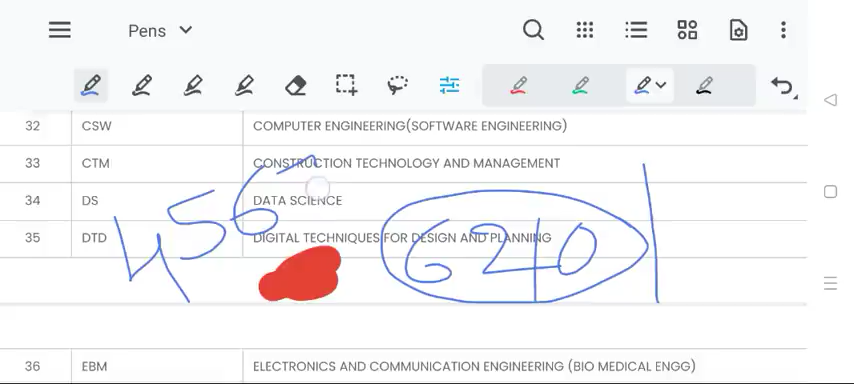 Pens
32 CSW COMPUTER ENGINEERING(SOFTWARE ENGINEERING)
33 CTM CONSTRUCTION TECHNOLOGY AND MANAGEMENT
34 DS DATA SCIENCE
35 DTD DIGITAL TECHNIQUES FOR DESIGN AND PLANNING
456 6210
36 EBM ELECTRONICS AND COMMUNICATION ENGINEERING (BIO MEDICAL ENGG)